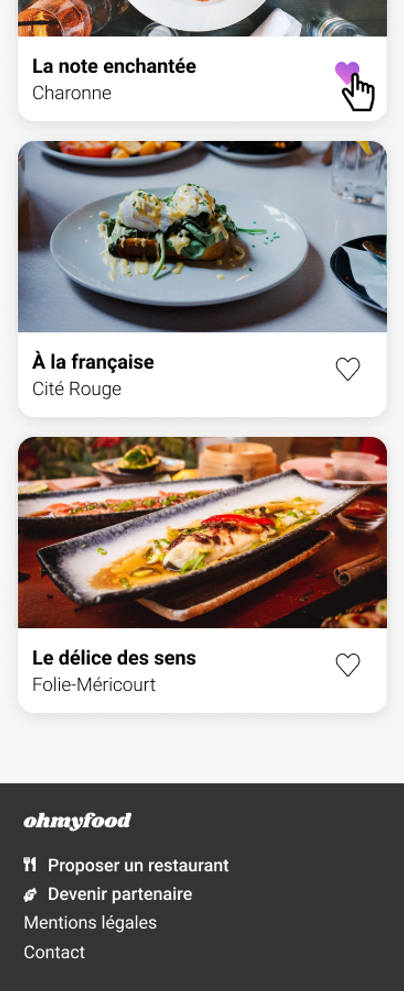 La note enchantée
Charonne
À la française
Cité Rouge
Le délice des sens
Folie-Méricourt
ohmyfood
Proposer un restaurant
Devenir partenaire
Mentions légales
Contact